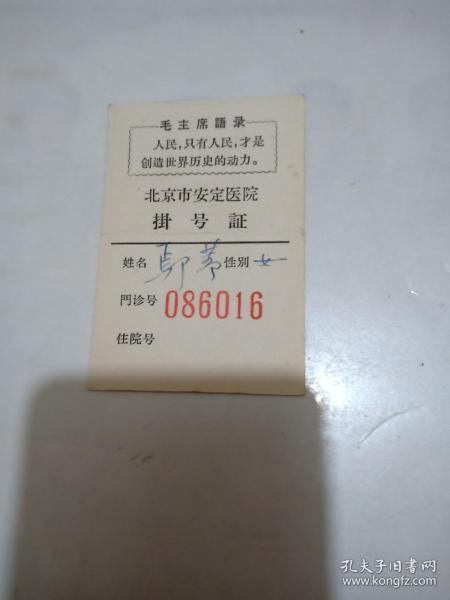 毛主席語录
人民，只有人民，才是
创造世界历史的动力。
北京市安定医院
掛号証
姓名 性别 女
門诊号 086016
住院号
孔夫子旧书网
www.kongfz.com